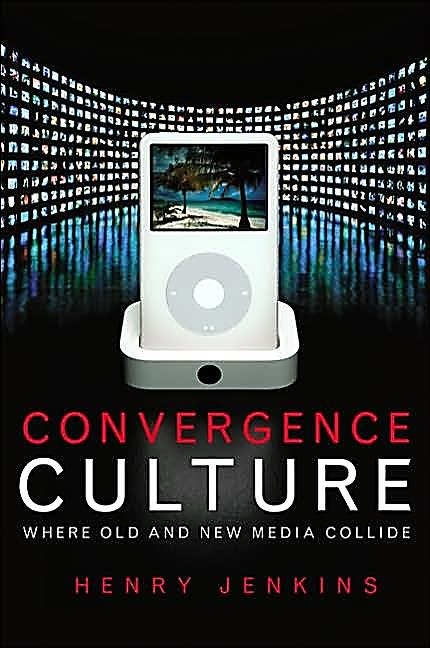 CONVERGENCE
CULTURE
WHERE OLD AND NEW MEDIA COLLIDE
HENRY JENKINS